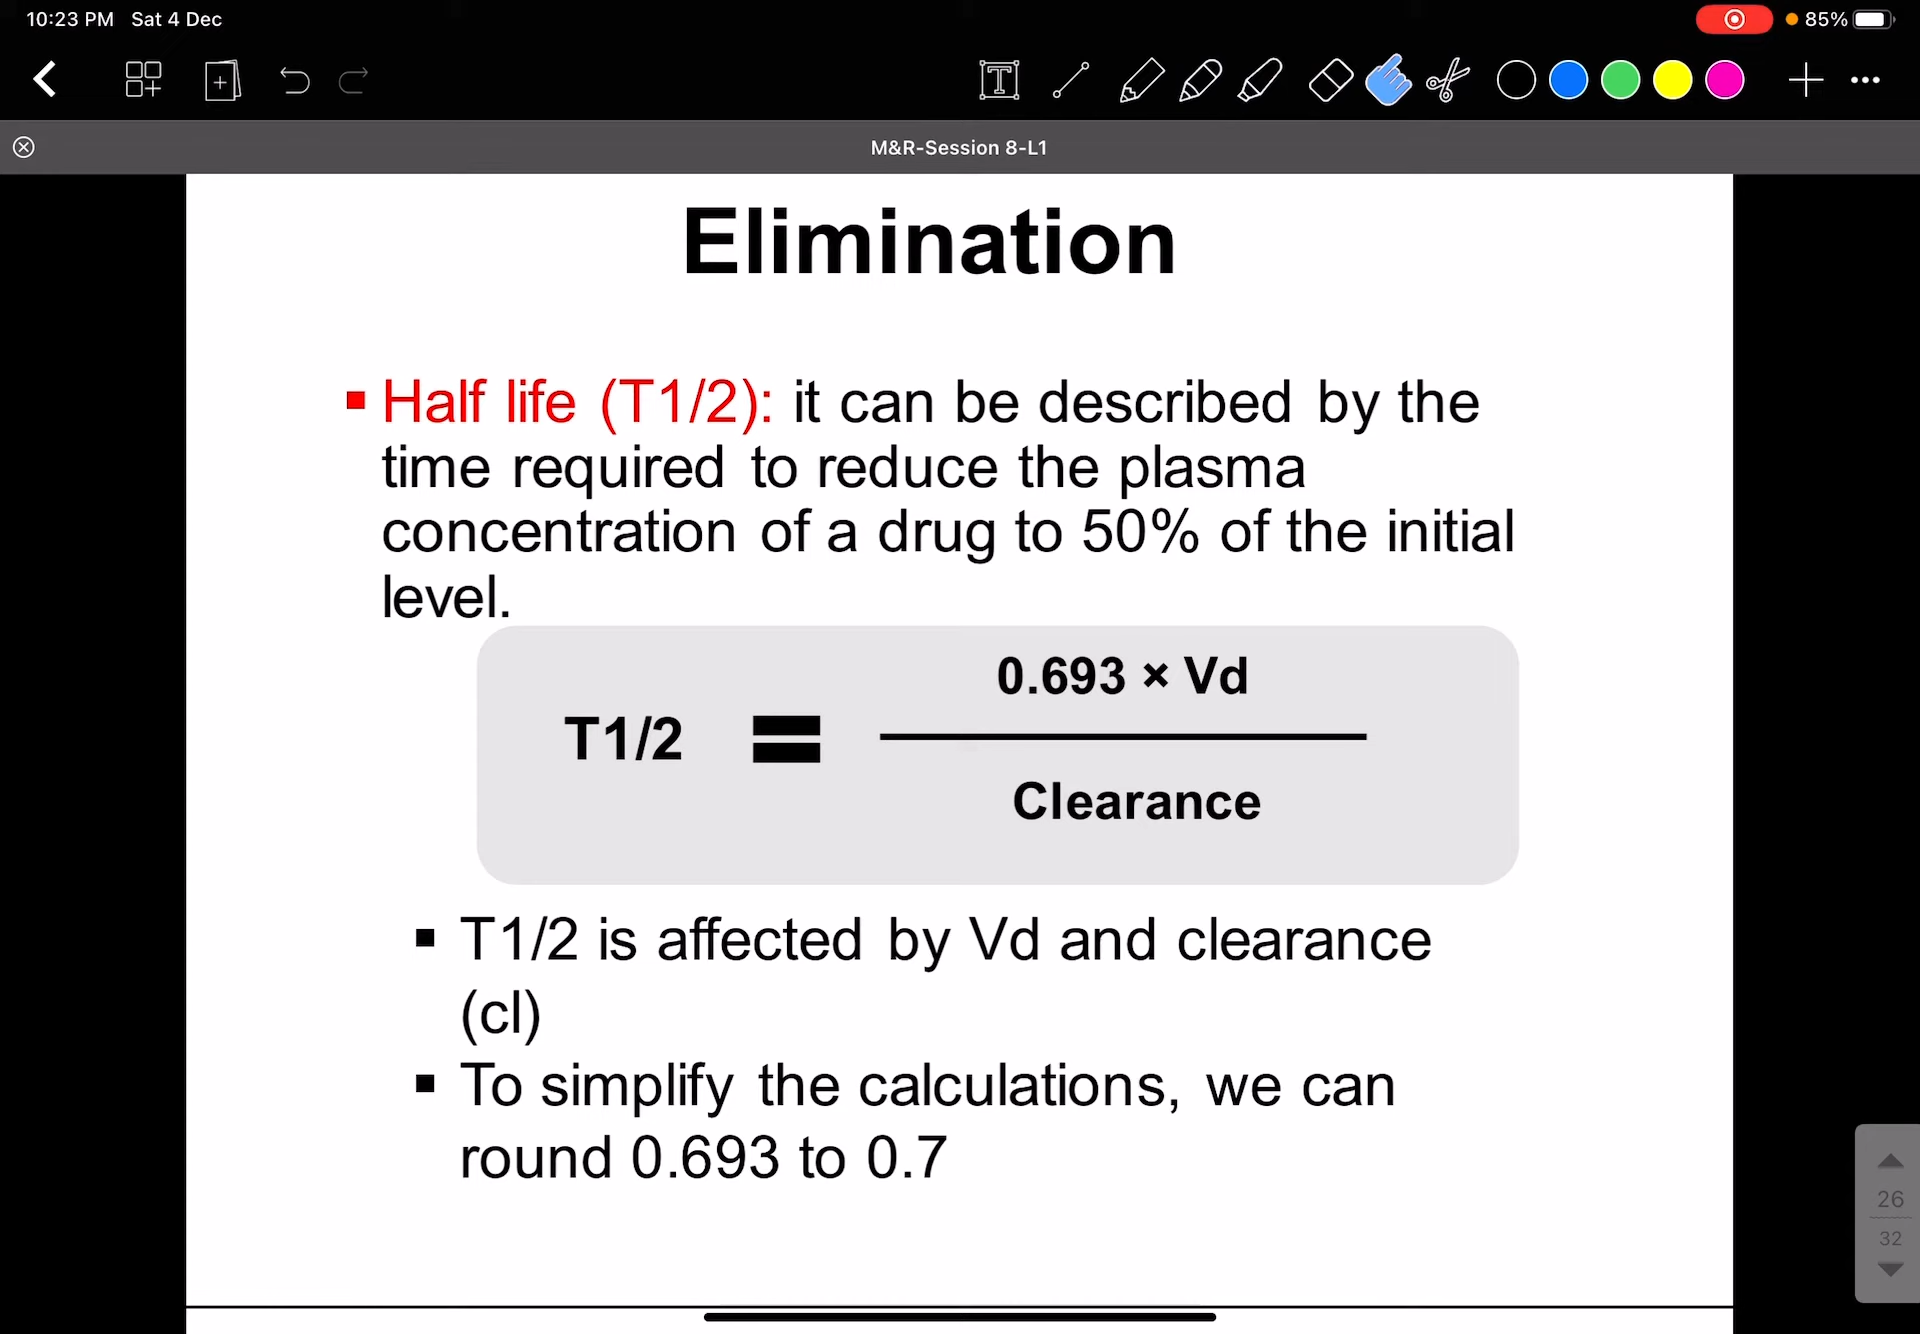 10:23 PM Sat 4 Dec
85%
T
M&R-Session 8-L1
Elimination
▪ Half life (T1/2): it can be described by the
time required to reduce the plasma
concentration of a drug to 50% of the initial
level.
0.693 × Vd
T1/2 =
Clearance
▪ T1/2 is affected by Vd and clearance
(cl)
▪ To simplify the calculations, we can
round 0.693 to 0.7
26
32